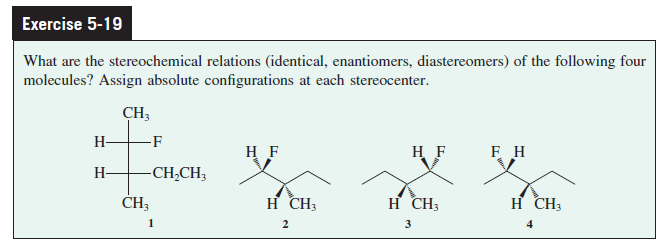 Exercise 5-19
What are the stereochemical relations (identical, enantiomers, diastereomers) of the following four
molecules? Assign absolute configurations at each stereocenter.
CH3
H F
H CH2CH3
CH3
1
H F
H CH3
2
H F
H CH3
3
F H
H CH3
4